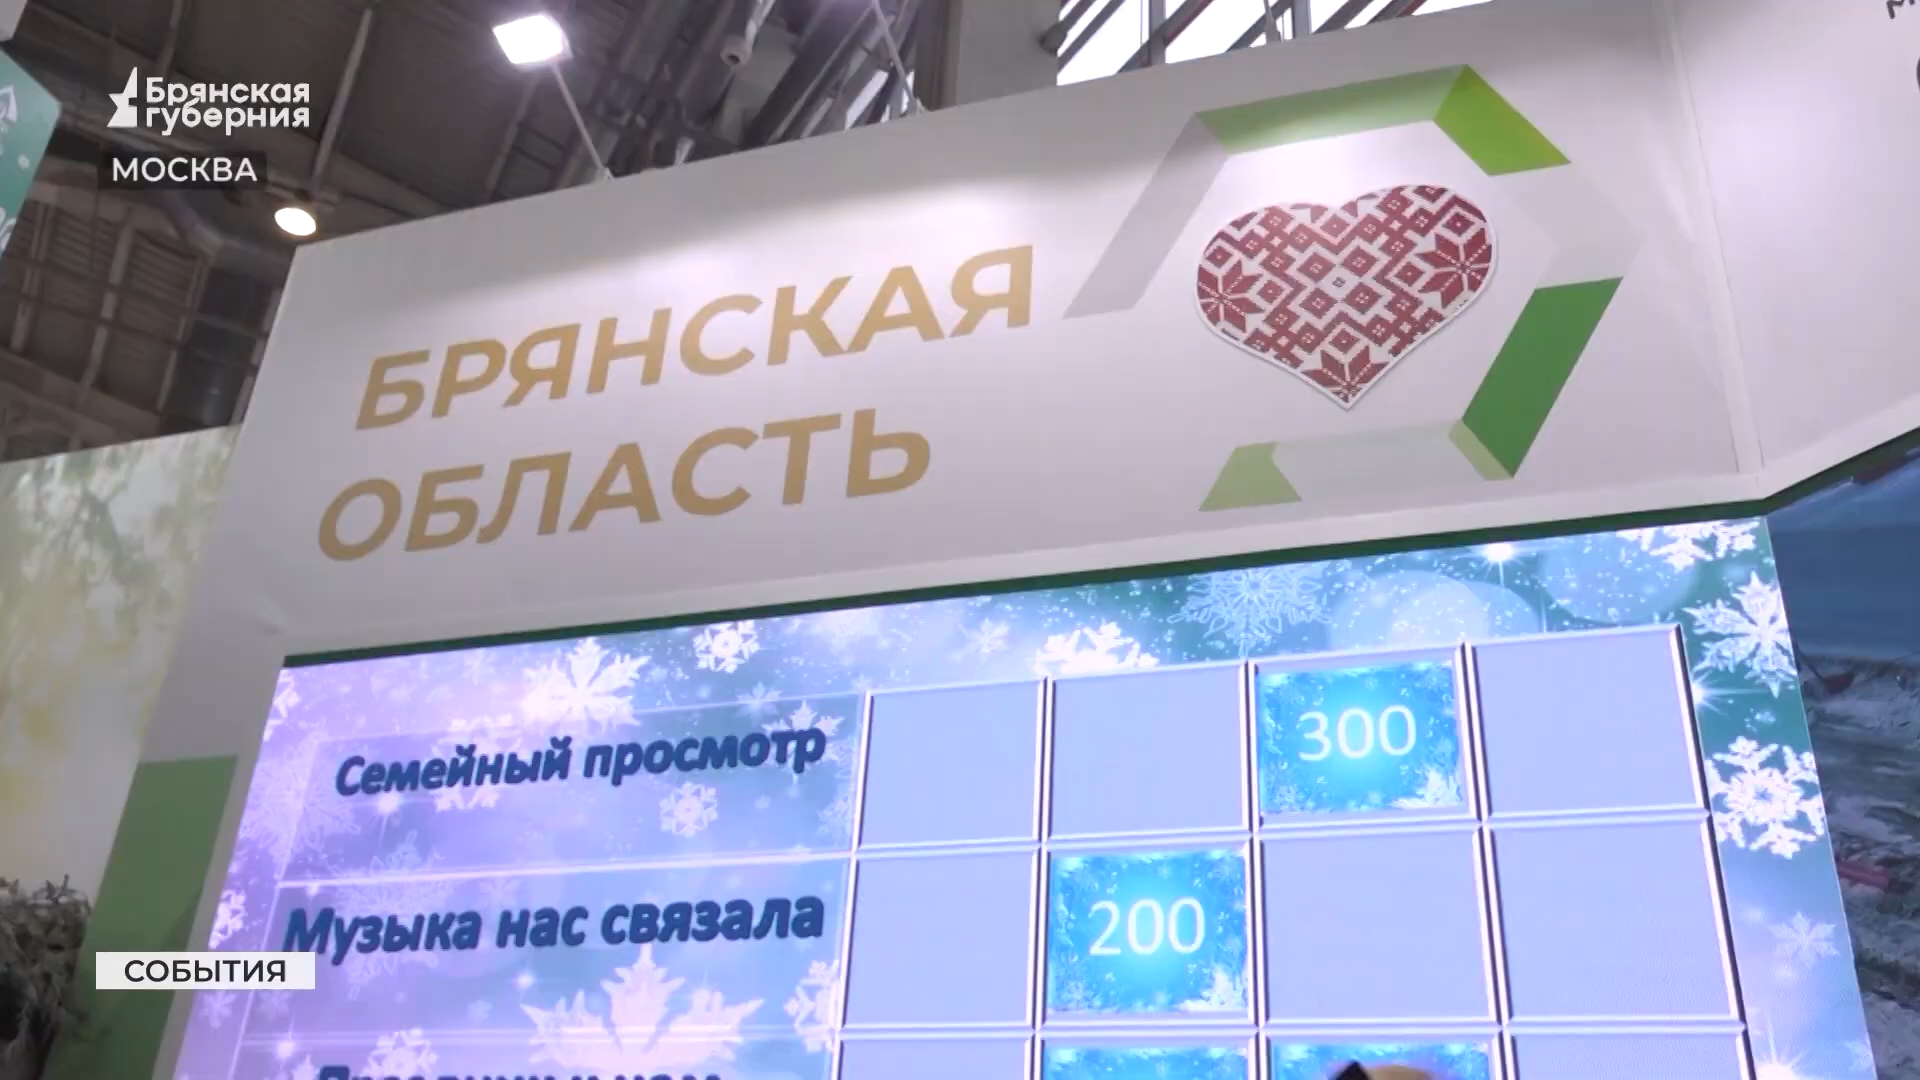 Брянская
губерния
МОСКВА
БРЯНСКАЯ
ОБЛАСТЬ
Семейный просмотр
300
Музыка нас связала
200
СОБЫТИЯ